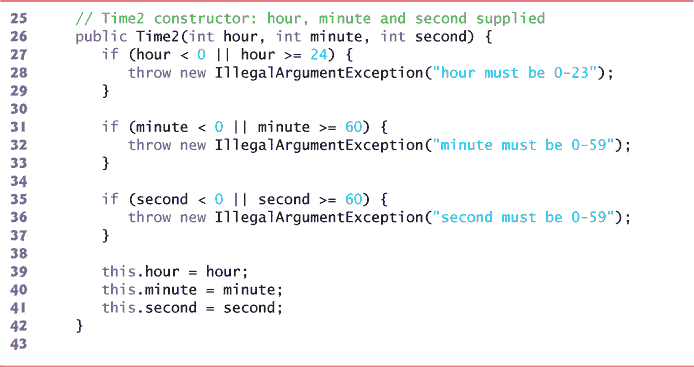 25 // Time2 constructor: hour, minute and second supplied
26 public Time2(int hour, int minute, int second) {
27 if (hour < 0 || hour >= 24) {
28 throw new IllegalArgumentException("hour must be 0-23");
29 }
30
31 if (minute < 0 || minute >= 60) {
32 throw new IllegalArgumentException("minute must be 0-59");
33 }
34
35 if (second < 0 || second >= 60) {
36 throw new IllegalArgumentException("second must be 0-59");
37 }
38
39 this.hour = hour;
40 this.minute = minute;
41 this.second = second;
42 }
43